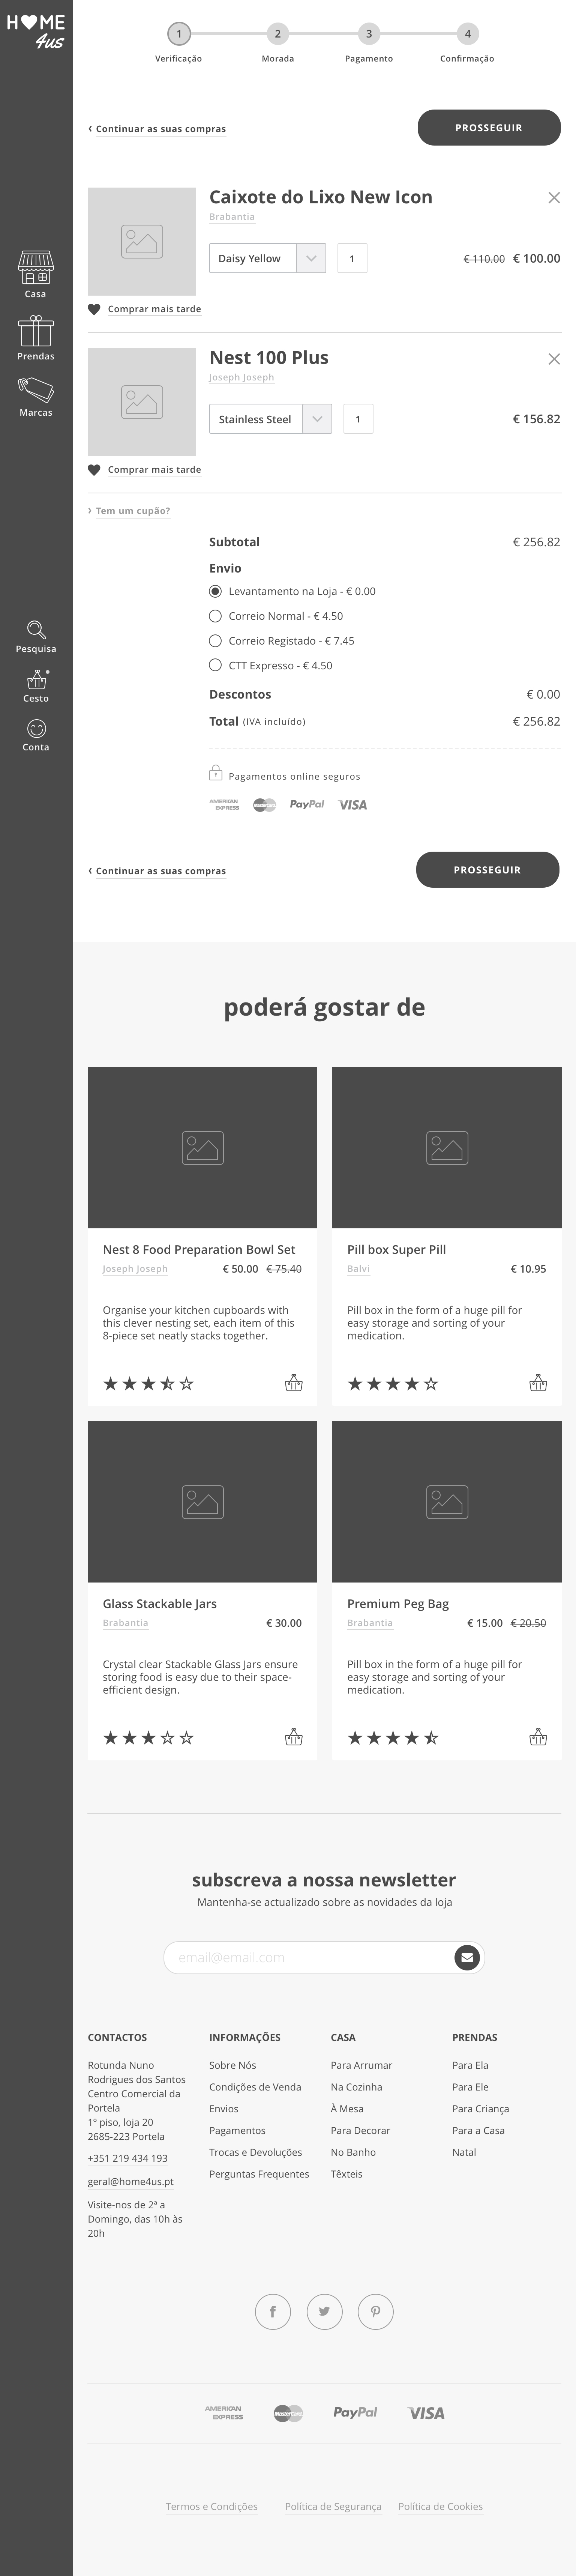 HOME
4us
1
2
3
4
Verificação
Morada
Pagamento
Confirmação
‹ Continuar as suas compras
PROSSEGUIR
Caixote do Lixo New Icon
Brabantia
Daisy Yellow
1
€ 110.00 € 100.00
Comprar mais tarde
Casa
Prendas
Marcas
Nest 100 Plus
Joseph Joseph
Stainless Steel
1
€ 156.82
Comprar mais tarde
› Tem um cupão?
Subtotal
€ 256.82
Envio
Levantamento na Loja - € 0.00
Correio Normal - € 4.50
Correio Registado - € 7.45
CTT Expresso - € 4.50
Pesquisa
Cesto
Conta
Descontos
€ 0.00
Total (IVA incluído)
€ 256.82
Pagamentos online seguros
AMERICAN
EXPRESS
MasterCard
PayPal
VISA
‹ Continuar as suas compras
PROSSEGUIR
poderá gostar de
Nest 8 Food Preparation Bowl Set
Joseph Joseph
€ 50.00 € 75.40
Organise your kitchen cupboards with
this clever nesting set, each item of this
8-piece set neatly stacks together.
Pill box Super Pill
Balvi
€ 10.95
Pill box in the form of a huge pill for
easy storage and sorting of your
medication.
Glass Stackable Jars
Brabantia
€ 30.00
Crystal clear Stackable Glass Jars ensure
storing food is easy due to their space-
efficient design.
Premium Peg Bag
Brabantia
€ 15.00 € 20.50
Pill box in the form of a huge pill for
easy storage and sorting of your
medication.
subscreva a nossa newsletter
Mantenha-se actualizado sobre as novidades da loja
email@email.com
CONTACTOS
Rotunda Nuno
Rodrigues dos Santos
Centro Comercial da
Portela
1º piso, loja 20
2685-223 Portela
+351 219 434 193
geral@home4us.pt
Visite-nos de 2ª a
Domingo, das 10h às
20h
INFORMAÇÕES
Sobre Nós
Condições de Venda
Envios
Pagamentos
Trocas e Devoluções
Perguntas Frequentes
CASA
Para Arrumar
Na Cozinha
À Mesa
Para Decorar
No Banho
Têxteis
PRENDAS
Para Ela
Para Ele
Para Criança
Para a Casa
Natal
AMERICAN
EXPRESS
MasterCard
PayPal
VISA
Termos e Condições
Política de Segurança
Política de Cookies